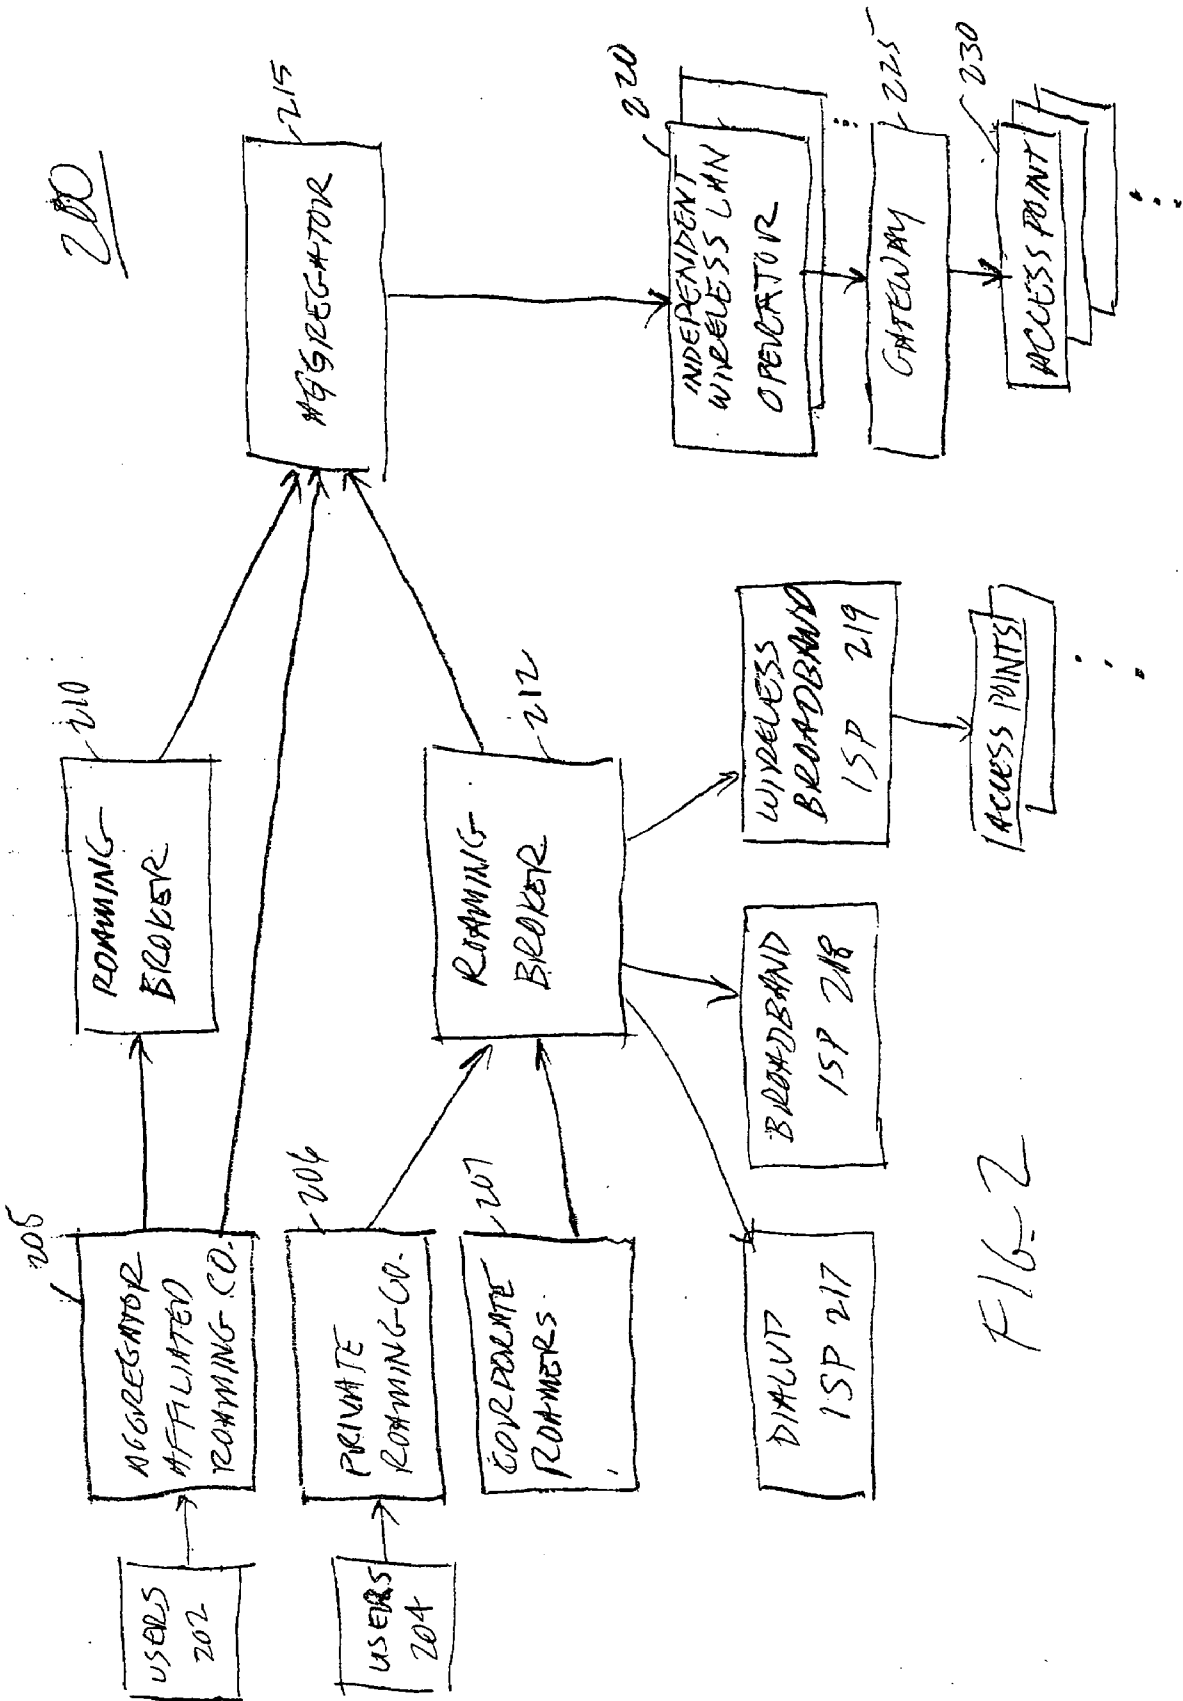 200
USERS
202
USERS
204
205
AGGREGATOR
AFFILIATED
ROAMING CO.
206
PRIVATE
ROAMING CO.
207
CORPORATE
ROAMERS.
210
ROAMING
BROKER
212
ROAMING
BROKER
215
AGGREGATOR
DIALUP
ISP 217
BROADBAND
ISP 218
WIRELESS
BROADBAND
ISP 219
ACCESS POINTS
220
INDEPENDENT
WIRELESS LAN
OPERATOR
225
GATEWAY
230
ACCESS POINT
FIG-2